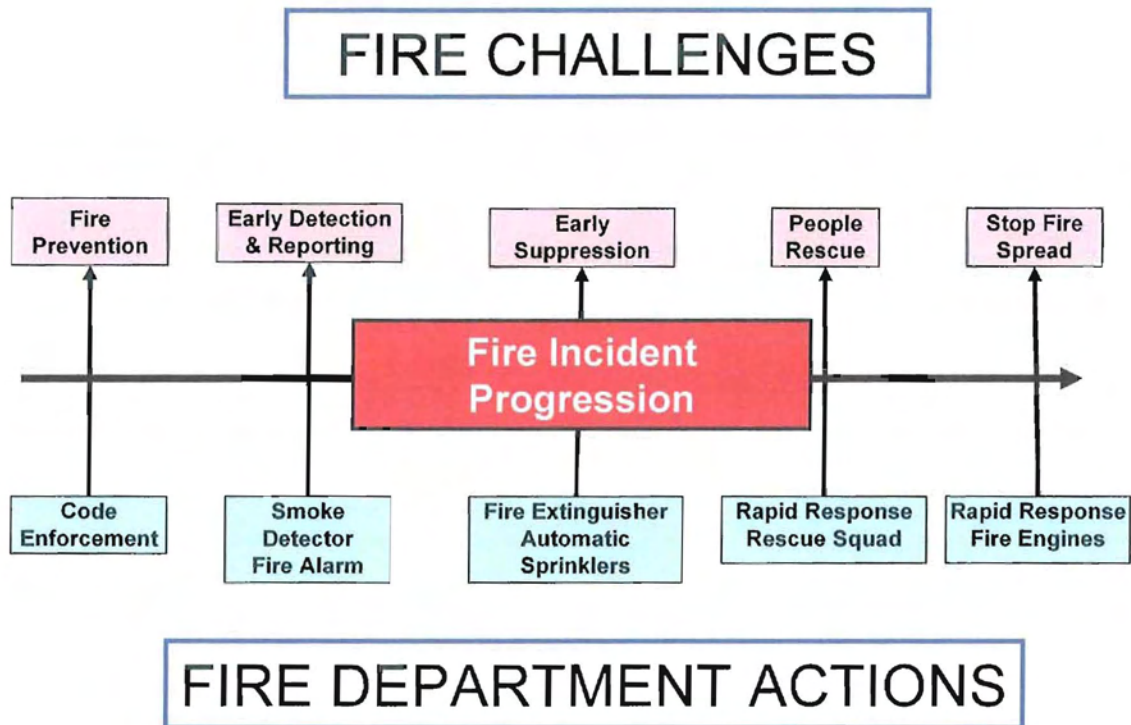 FIRE CHALLENGES
Fire
Prevention
Early Detection
& Reporting
Early
Suppression
People
Rescue
Stop Fire
Spread
Fire Incident
Progression
Code
Enforcement
Smoke
Detector
Fire Alarm
Fire Extinguisher
Automatic
Sprinklers
Rapid Response
Rescue Squad
Rapid Response
Fire Engines
FIRE DEPARTMENT ACTIONS